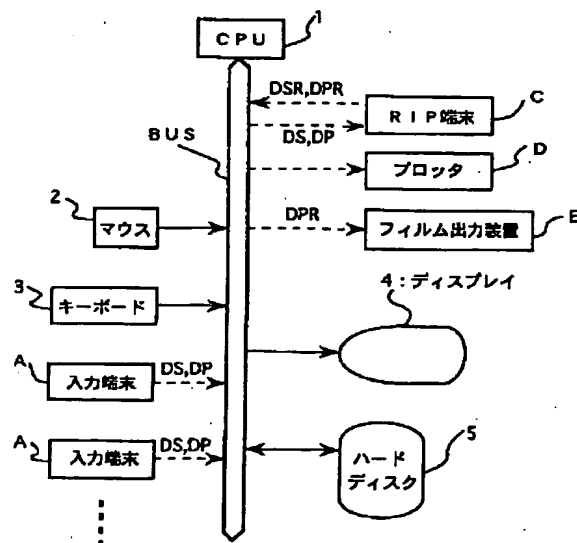 1
CPU
DSR,DPR
C
RIP端末
DS,DP
BUS
D
プロッタ
2
マウス
DPR
E
フィルム出力装置
4:ディスプレイ
3
キーボード
A
入力端末
DS,DP
5
ハード
ディスク
A
入力端末
DS,DP